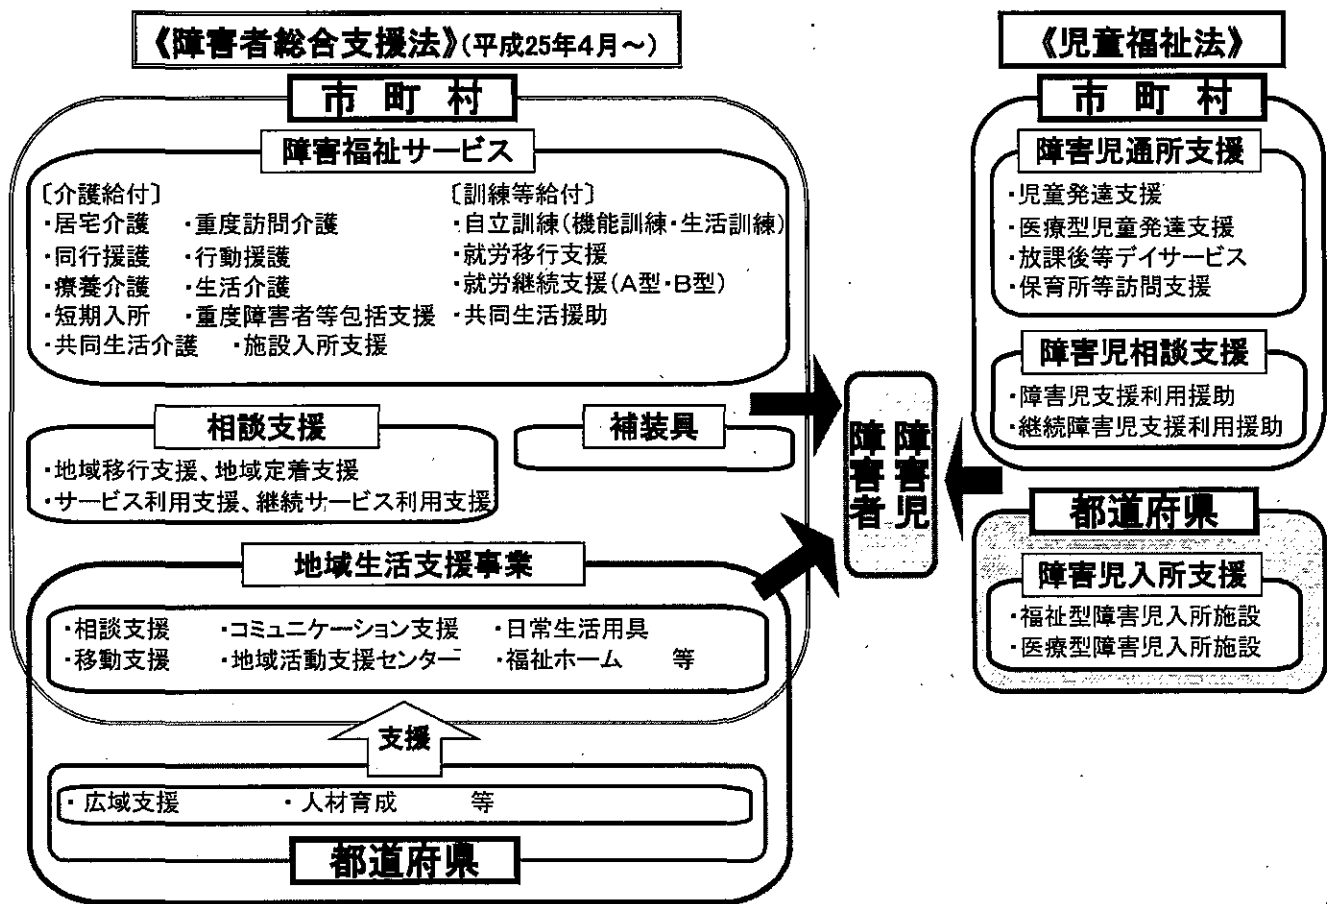 《障害者総合支援法》(平成25年4月～)
市町村
障害福祉サービス
〔介護給付〕
・居宅介護 ・重度訪問介護
・同行援護 ・行動援護
・療養介護 ・生活介護
・短期入所 ・重度障害者等包括支援
・共同生活介護 ・施設入所支援
〔訓練等給付〕
・自立訓練(機能訓練・生活訓練)
・就労移行支援
・就労継続支援(A型・B型)
・共同生活援助
相談支援
・地域移行支援、地域定着支援
・サービス利用支援、継続サービス利用支援
補装具
地域生活支援事業
・相談支援 ・コミュニケーション支援 ・日常生活用具
・移動支援 ・地域活動支援センター ・福祉ホーム 等
支援
・広域支援 ・人材育成 等
都道府県
障害児
障害者
《児童福祉法》
市町村
障害児通所支援
・児童発達支援
・医療型児童発達支援
・放課後等デイサービス
・保育所等訪問支援
障害児相談支援
・障害児支援利用援助
・継続障害児支援利用援助
都道府県
障害児入所支援
・福祉型障害児入所施設
・医療型障害児入所施設